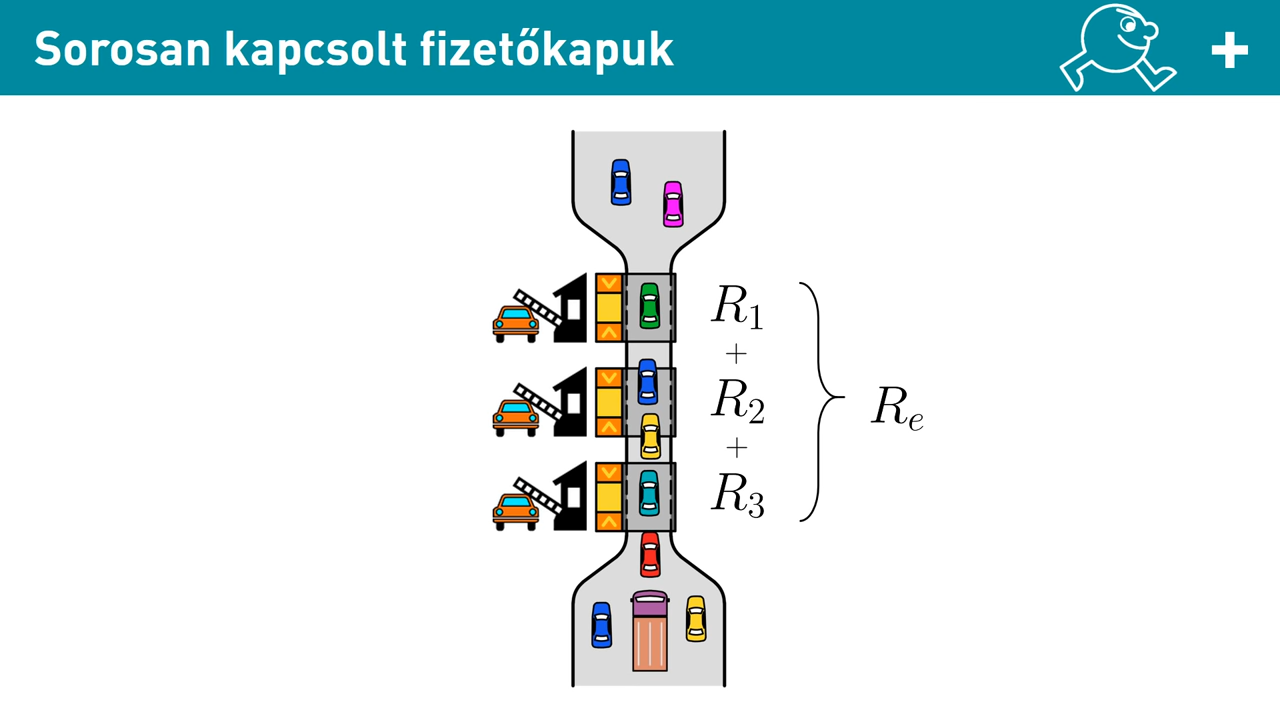 Sorosan kapcsolt fizetőkapuk
+
R₁
+
R₂
+
R₃
Rₑ